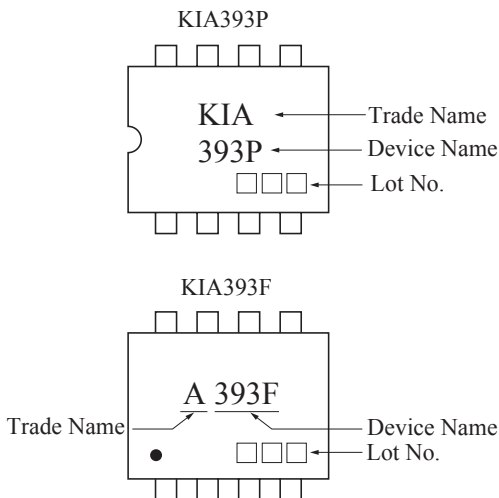 KIA393P
KIA
Trade Name
393P
Device Name
Lot No.
KIA393F
A 393F
Trade Name
Device Name
Lot No.